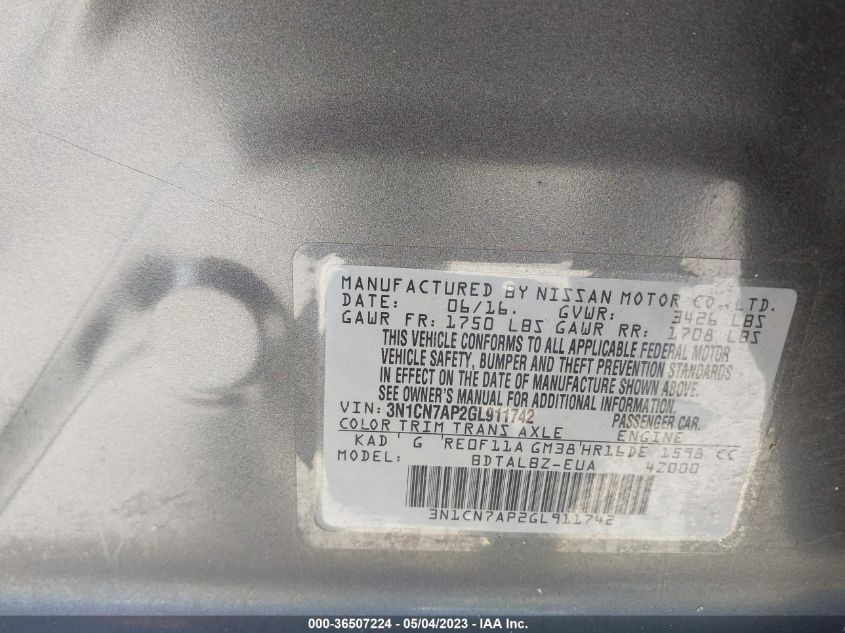 MANUFACTURED BY NISSAN MOTOR CO., LTD.
DATE: 06/16. GVWR: 3426 LBS
GAWR FR: 1750 LBS GAWR RR: 1708 LBS
THIS VEHICLE CONFORMS TO ALL APPLICABLE FEDERAL MOTOR
VEHICLE SAFETY, BUMPER AND THEFT PREVENTION STANDARDS
IN EFFECT ON THE DATE OF MANUFACTURE SHOWN ABOVE.
SEE OWNER'S MANUAL FOR ADDITIONAL INFORMATION.
VIN: 3N1CN7AP2GL911742 PASSENGER CAR.
COLOR TRIM TRANS AXLE ENGINE
KAD ' G RE0F11A GM38'HR16DE 1598 CC
MODEL: BDTALBZ-EUA 4Z000
3N1CN7AP2GL911742
000-36507224 - 05/04/2023 - IAA Inc.